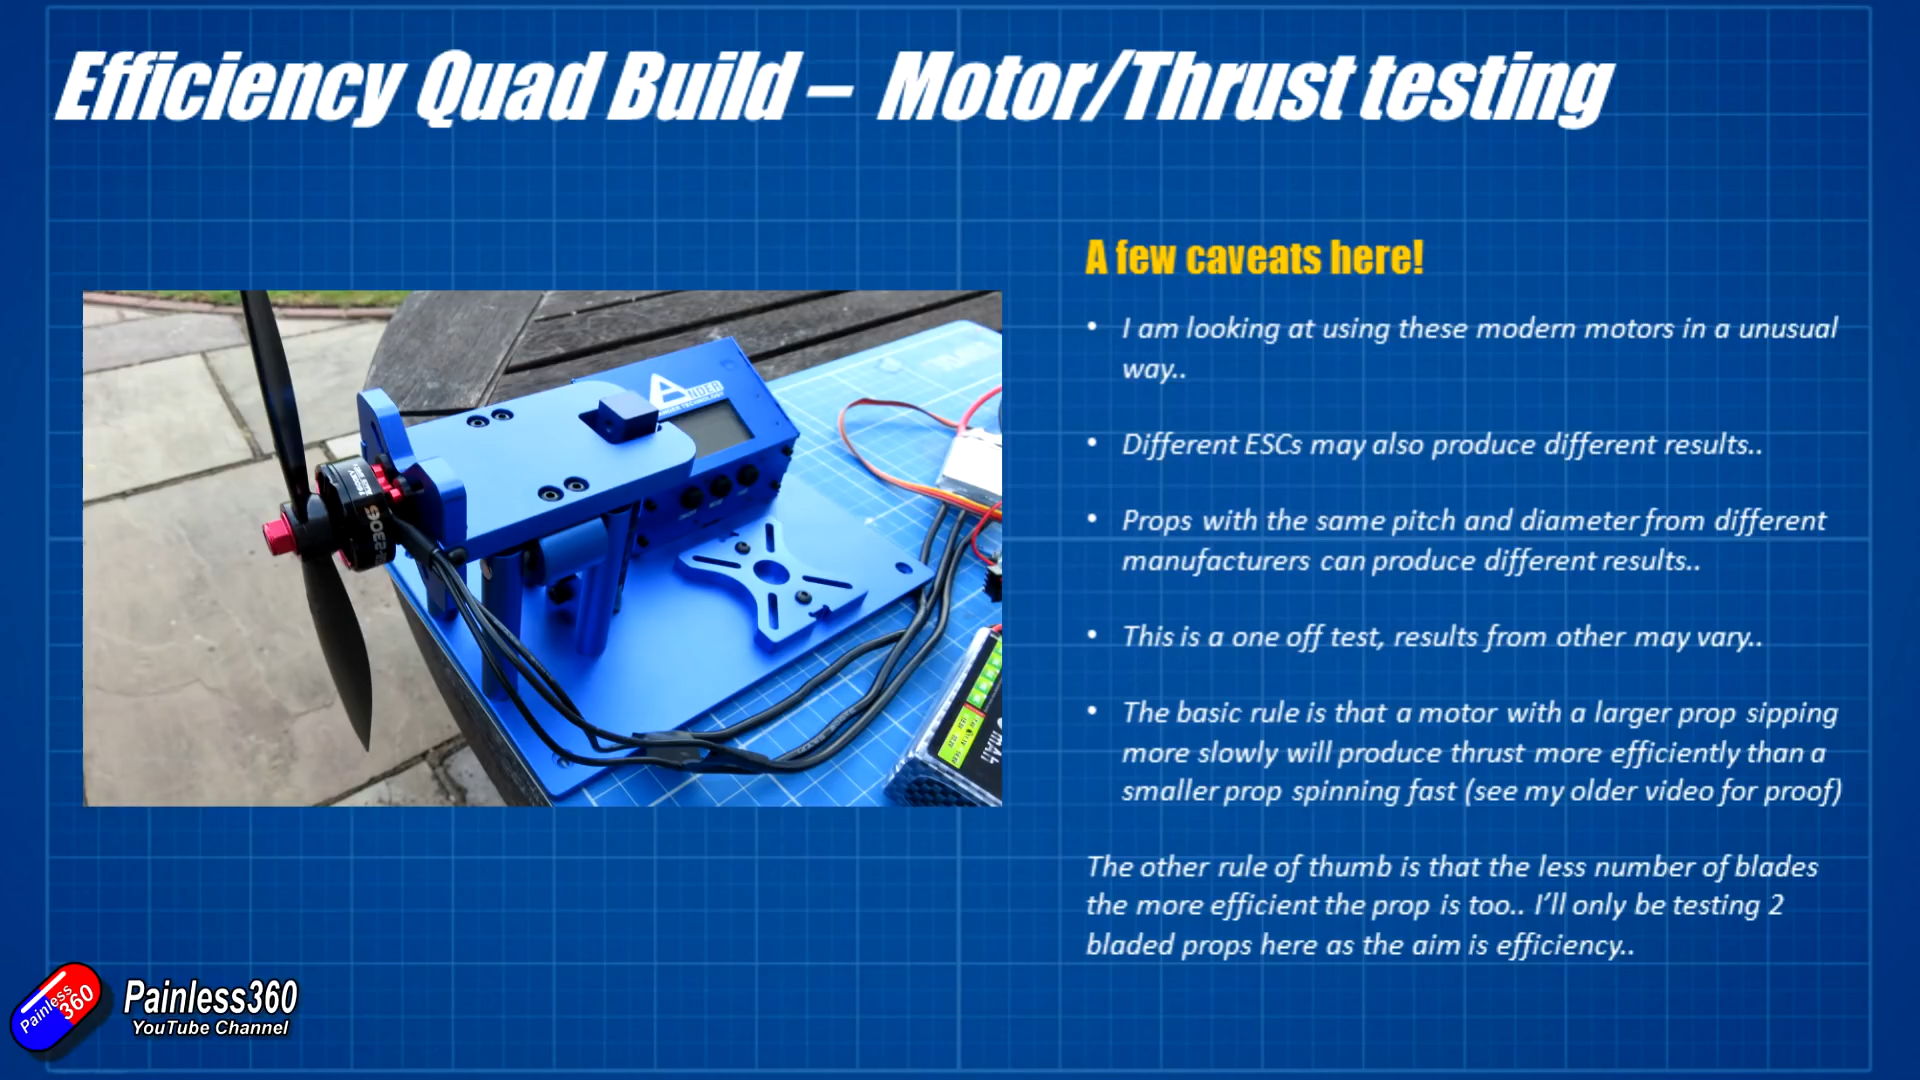 Efficiency Quad Build – Motor/Thrust testing
A few caveats here!
• I am looking at using these modern motors in a unusual
way..
• Different ESCs may also produce different results..
• Props with the same pitch and diameter from different
manufacturers can produce different results..
• This is a one off test, results from other may vary..
• The basic rule is that a motor with a larger prop sipping
more slowly will produce thrust more efficiently than a
smaller prop spinning fast (see my older video for proof)
The other rule of thumb is that the less number of blades
the more efficient the prop is too.. I'll only be testing 2
bladed props here as the aim is efficiency..
Painless
360
Painless360
YouTube Channel